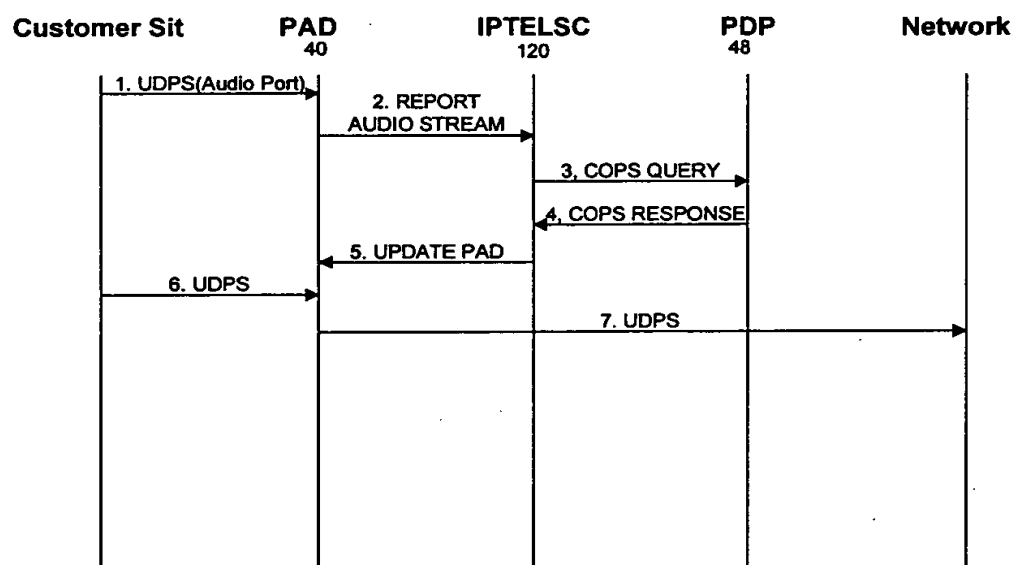 Customer Sit PAD IPTELSC PDP Network
40 120 48
1. UDPS(Audio Port)
2. REPORT
AUDIO STREAM
3, COPS QUERY
4, COPS RESPONSE
5. UPDATE PAD
6. UDPS
7. UDPS